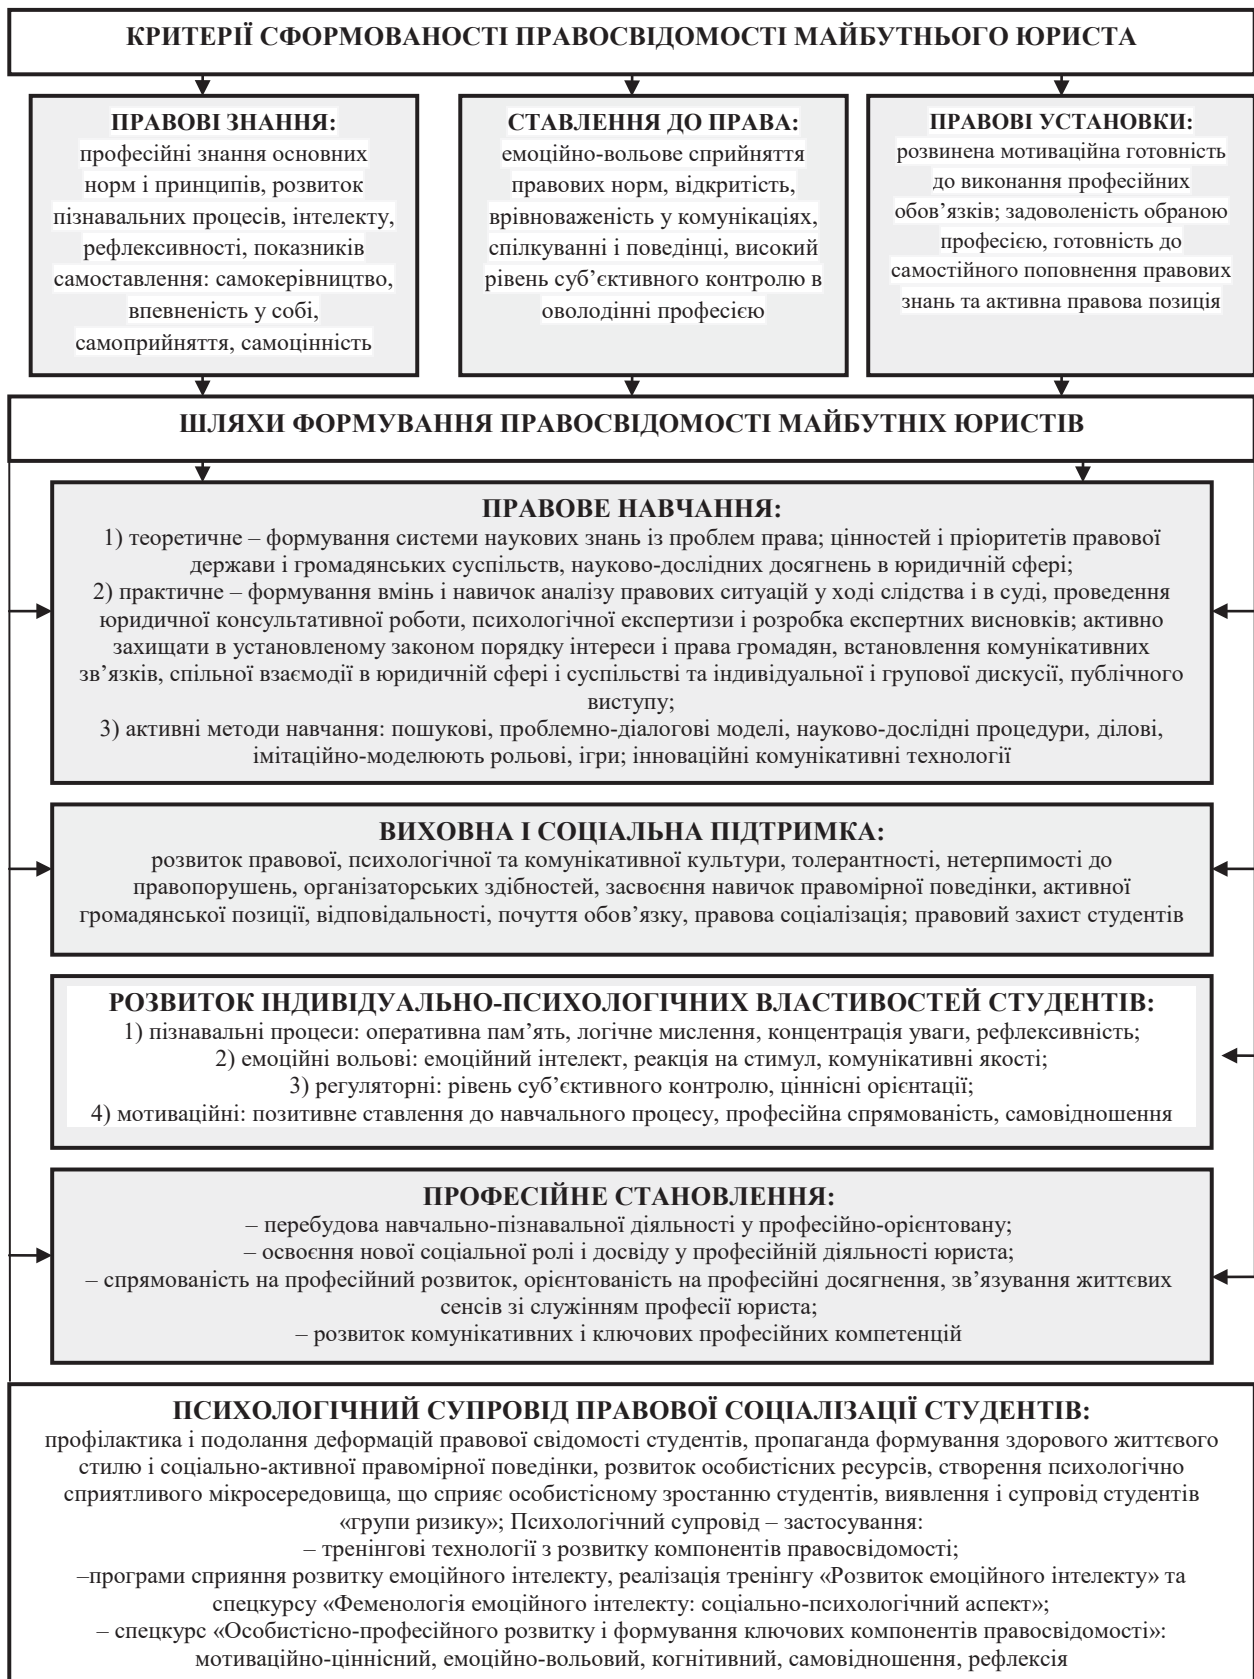 КРИТЕРІЇ СФОРМОВАНОСТІ ПРАВОСВІДОМОСТІ МАЙБУТНЬОГО ЮРИСТА
ПРАВОВІ ЗНАННЯ:
професійні знання основних
норм і принципів, розвиток
пізнавальних процесів, інтелекту,
рефлексивності, показників
самоставлення: самокерівництво,
впевненість у собі,
самоприйняття, самоцінність
СТАВЛЕННЯ ДО ПРАВА:
емоційно-вольове сприйняття
правових норм, відкритість,
врівноваженість у комунікаціях,
спілкуванні і поведінці, високий
рівень суб’єктивного контролю в
оволодінні професією
ПРАВОВІ УСТАНОВКИ:
розвинена мотиваційна готовність
до виконання професійних
обов’язків; задоволеність обраною
професією, готовність до
самостійного поповнення правових
знань та активна правова позиція
ШЛЯХИ ФОРМУВАННЯ ПРАВОСВІДОМОСТІ МАЙБУТНІХ ЮРИСТІВ
ПРАВОВЕ НАВЧАННЯ:
1) теоретичне – формування системи наукових знань із проблем права; цінностей і пріоритетів правової
держави і громадянських суспільств, науково-дослідних досягнень в юридичній сфері;
2) практичне – формування вмінь і навичок аналізу правових ситуацій у ході слідства і в суді, проведення
юридичної консультативної роботи, психологічної експертизи і розробка експертних висновків; активно
захищати в установленому законом порядку інтереси і права громадян, встановлення комунікативних
зв’язків, спільної взаємодії в юридичній сфері і суспільстві та індивідуальної і групової дискусії, публічного
виступу;
3) активні методи навчання: пошукові, проблемно-діалогові моделі, науково-дослідні процедури, ділові,
імітаційно-моделюють рольові, ігри; інноваційні комунікативні технології
ВИХОВНА І СОЦІАЛЬНА ПІДТРИМКА:
розвиток правової, психологічної та комунікативної культури, толерантності, нетерпимості до
правопорушень, організаторських здібностей, засвоєння навичок правомірної поведінки, активної
громадянської позиції, відповідальності, почуття обов’язку, правова соціалізація; правовий захист студентів
РОЗВИТОК ІНДИВІДУАЛЬНО-ПСИХОЛОГІЧНИХ ВЛАСТИВОСТЕЙ СТУДЕНТІВ:
1) пізнавальні процеси: оперативна пам’ять, логічне мислення, концентрація уваги, рефлексивність;
2) емоційні вольові: емоційний інтелект, реакція на стимул, комунікативні якості;
3) регуляторні: рівень суб’єктивного контролю, ціннісні орієнтації;
4) мотиваційні: позитивне ставлення до навчального процесу, професійна спрямованість, самовідношення
ПРОФЕСІЙНЕ СТАНОВЛЕННЯ:
– перебудова навчально-пізнавальної діяльності у професійно-орієнтовану;
– освоєння нової соціальної ролі і досвіду у професійній діяльності юриста;
– спрямованість на професійний розвиток, орієнтованість на професійні досягнення, зв’язування життєвих
сенсів зі служінням професії юриста;
– розвиток комунікативних і ключових професійних компетенцій
ПСИХОЛОГІЧНИЙ СУПРОВІД ПРАВОВОЇ СОЦІАЛІЗАЦІЇ СТУДЕНТІВ:
профілактика і подолання деформацій правової свідомості студентів, пропаганда формування здорового життєвого
стилю і соціально-активної правомірної поведінки, розвиток особистісних ресурсів, створення психологічно
сприятливого мікросередовища, що сприяє особистісному зростанню студентів, виявлення і супровід студентів
«групи ризику»; Психологічний супровід – застосування:
– тренінгові технології з розвитку компонентів правосвідомості;
–програми сприяння розвитку емоційного інтелекту, реалізація тренінгу «Розвиток емоційного інтелекту» та
спецкурсу «Феменологія емоційного інтелекту: соціально-психологічний аспект»;
– спецкурс «Особистісно-професійного розвитку і формування ключових компонентів правосвідомості»:
мотиваційно-ціннісний, емоційно-вольовий, когнітивний, самовідношення, рефлексія